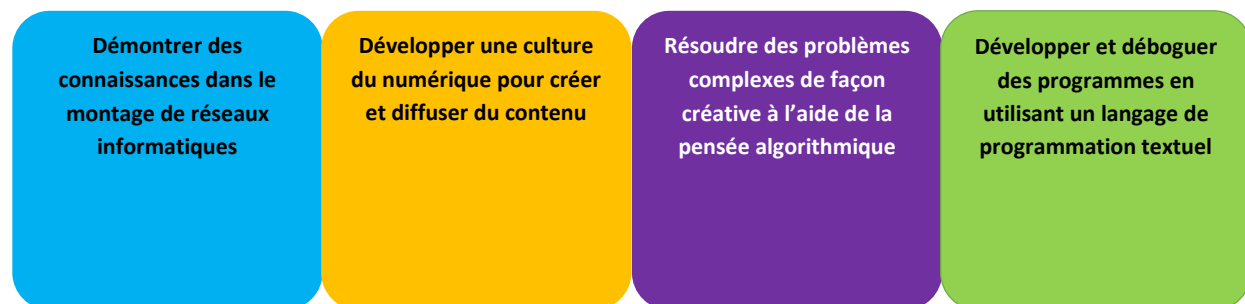 Démontrer des
connaissances dans le
montage de réseaux
informatiques
Développer une culture
du numérique pour créer
et diffuser du contenu
Résoudre des problèmes
complexes de façon
créative à l’aide de la
pensée algorithmique
Développer et déboguer
des programmes en
utilisant un langage de
programmation textuel